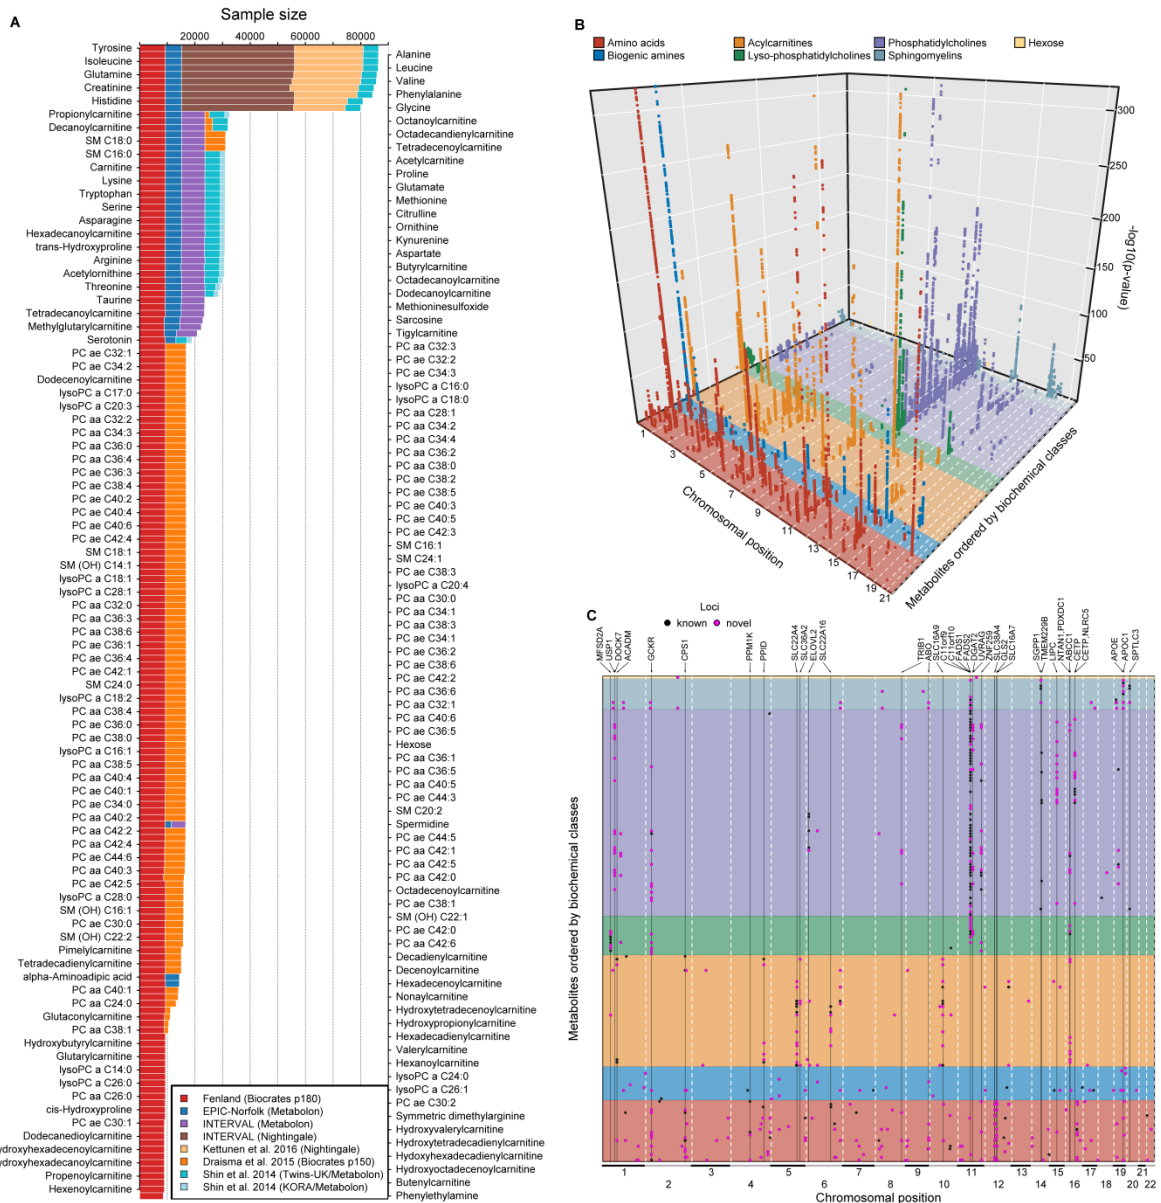 A
Sample size
0
20000
40000
60000
80000
Tyrosine
Isoleucine
Glutamine
Creatinine
Histidine
Propionylcarnitine
Decanoylcarnitine
SM C18:0
SM C16:0
Carnitine
Lysine
Tryptophan
Serine
Asparagine
Hexadecanoylcarnitine
trans-Hydroxyproline
Arginine
Acetylornithine
Threonine
Taurine
Tetradecanoylcarnitine
Methylglutarylcarnitine
Serotonin
PC ae C32:1
PC ae C34:2
Dodecenoylcarnitine
lysoPC a C17:0
lysoPC a C20:3
PC aa C32:2
PC aa C34:3
PC aa C36:0
PC aa C36:4
PC ae C36:3
PC ae C38:4
PC ae C40:2
PC ae C40:4
PC ae C40:6
PC ae C42:4
SM C18:1
SM (OH) C14:1
lysoPC a C18:1
lysoPC a C28:1
PC aa C32:0
PC aa C36:3
PC aa C38:6
PC ae C36:1
PC ae C36:4
PC ae C42:1
SM C24:0
lysoPC a C18:2
PC aa C38:4
PC ae C36:0
PC ae C38:0
lysoPC a C16:1
PC aa C38:5
PC aa C40:4
PC ae C40:1
PC ae C34:0
PC aa C40:2
PC aa C42:2
PC aa C42:4
PC ae C44:6
PC aa C40:3
PC ae C42:5
lysoPC a C28:0
SM (OH) C16:1
PC ae C30:0
SM (OH) C22:2
Pimelylcarnitine
Tetradecadienylcarnitine
alpha-Aminoadipic acid
PC aa C40:1
PC aa C24:0
Glutaconylcarnitine
PC aa C38:1
Hydroxybutyrylcarnitine
Glutarylcarnitine
lysoPC a C14:0
lysoPC a C26:0
PC aa C26:0
cis-Hydroxyproline
PC ae C30:1
Dodecanedioylcarnitine
ydroxyhexadecenoylcarnitine
ydroxyhexadecanoylcarnitine
Propenoylcarnitine
Hexenoylcarnitine
Alanine
Leucine
Valine
Phenylalanine
Glycine
Octanoylcarnitine
Octadecandienylcarnitine
Tetradecenoylcarnitine
Acetylcarnitine
Proline
Glutamate
Methionine
Citrulline
Ornithine
Kynurenine
Aspartate
Butyrylcarnitine
Octadecanoylcarnitine
Dodecanoylcarnitine
Methioninesulfoxide
Sarcosine
Tigylcarnitine
PC aa C32:3
PC ae C32:2
PC ae C34:3
lysoPC a C16:0
lysoPC a C18:0
PC aa C28:1
PC aa C34:2
PC aa C34:4
PC aa C36:2
PC aa C38:0
PC ae C38:2
PC ae C38:5
PC ae C40:3
PC ae C40:5
PC ae C42:3
SM C16:1
SM C24:1
PC ae C38:3
lysoPC a C20:4
PC aa C30:0
PC aa C34:1
PC aa C38:3
PC ae C34:1
PC ae C36:2
PC ae C38:6
PC ae C42:2
PC aa C36:6
PC aa C32:1
PC aa C40:6
PC ae C36:5
Hexose
PC aa C36:1
PC aa C36:5
PC aa C40:5
PC ae C44:3
SM C20:2
Spermidine
PC ae C44:5
PC aa C42:1
PC aa C42:5
PC aa C42:0
Octadecenoylcarnitine
PC ae C38:1
SM (OH) C22:1
PC ae C42:0
PC aa C42:6
Decadienylcarnitine
Decenoylcarnitine
Hexadecenoylcarnitine
Nonaylcarnitine
Hydroxytetradecenoylcarnitine
Hydroxypropionylcarnitine
Hexadecadienylcarnitine
Valerylcarnitine
Hexanoylcarnitine
lysoPC a C24:0
lysoPC a C26:1
PC ae C30:2
Symmetric dimethylarginine
Hydroxyvalerylcarnitine
Hydroxytetradecadienylcarnitine
Hydoxyhexadecadienylcarnitine
Hydroxyoctadecenoylcarnitine
Butenylcarnitine
Phenylethylamine
Fenland (Biocrates p180)
EPIC-Norfolk (Metabolon)
INTERVAL (Metabolon)
INTERVAL (Nightingale)
Kettunen et al. 2016 (Nightingale)
Draisma et al. 2015 (Biocrates p150)
Shin et al. 2014 (Twins-UK/Metabolon)
Shin et al. 2014 (KORA/Metabolon)
B
Amino acids
Biogenic amines
Acylcarnitines
Lyso-phosphatidylcholines
Phosphatidylcholines
Sphingomyelins
Hexose
300
250
200
150
100
50
-log10(p-value)
1
3
5
7
9
11
13
15
17
19
21
Chromosomal position
Metabolites ordered by biochemical classes
C
Loci
known
novel
MFSD2A
USP1
DOCK7
ACADM
GCKR
CPS1
PPM1K
PPID
SLC22A4
SLC36A2
ELOVL2
SLC22A16
TRIB1
ABO
SLC16A9
C11orf9
C11orf10
FADS1
FADS2
DGAT2
UVRAG
ZNF259
SLC38A4
GLS2
SLC16A7
SGPP1
TMEM229B
LIPC
NTAN1,PDXDC1
ABCC1
CETP
CETP,NLRC5
APOE
APOC1
SPTLC3
Metabolites ordered by biochemical classes
1
2
3
4
5
6
7
8
9
10
11
12
13
14
15
16
17
18
19
20
21
22
Chromosomal position